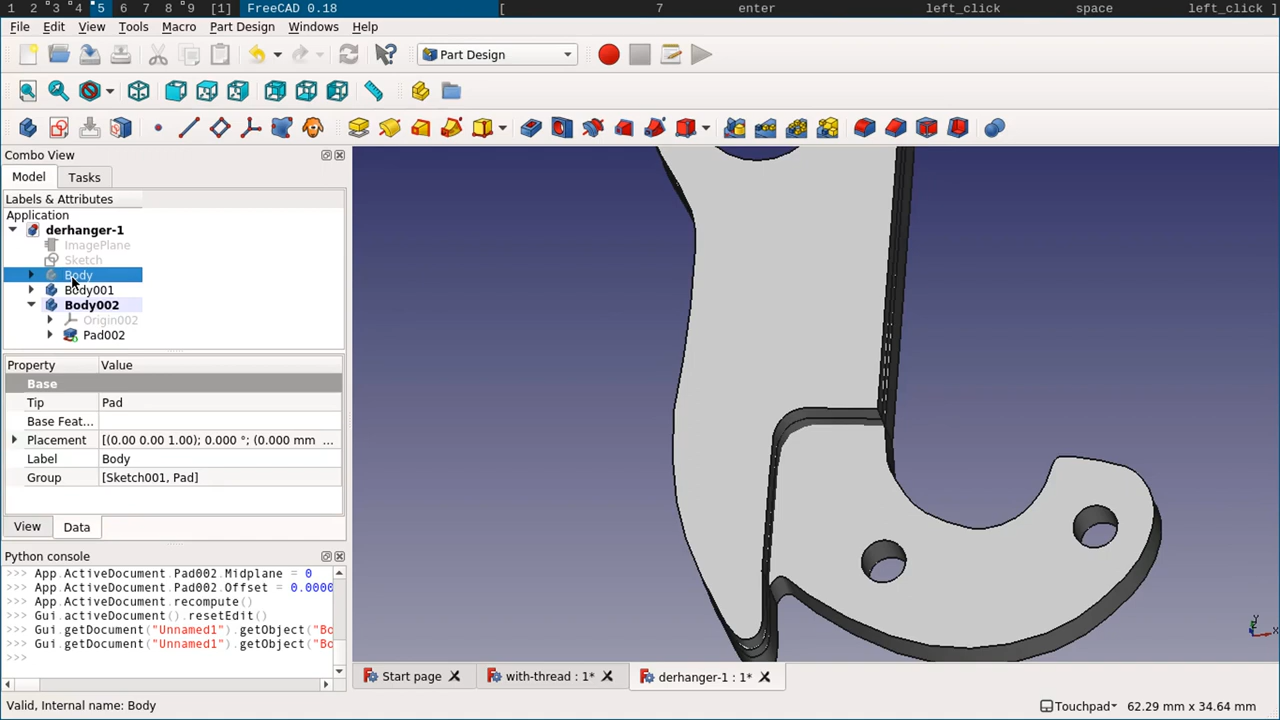 1 2 °3 °4 5 6 7 8 °9 [1] FreeCAD 0.18 [ 7 enter left_click space left_click ]
File Edit View Tools Macro Part Design Windows Help
Part Design
Combo View
Model Tasks
Labels & Attributes
Application
derhanger-1
ImagePlane
Sketch
Body
Body001
Body002
Origin002
Pad002
Property Value
Base
Tip Pad
Base Feat...
Placement [(0.00 0.00 1.00); 0.000 °; (0.000 mm ...
Label Body
Group [Sketch001, Pad]
View Data
Python console
>>> App.ActiveDocument.Pad002.Midplane = 0
>>> App.ActiveDocument.Pad002.Offset = 0.0000
>>> App.ActiveDocument.recompute()
>>> Gui.activeDocument().resetEdit()
>>> Gui.getDocument("Unnamed1").getObject("Bo
>>> Gui.getDocument("Unnamed1").getObject("Bo
>>>
Start page with-thread : 1* derhanger-1 : 1*
Valid, Internal name: Body Touchpad 62.29 mm x 34.64 mm